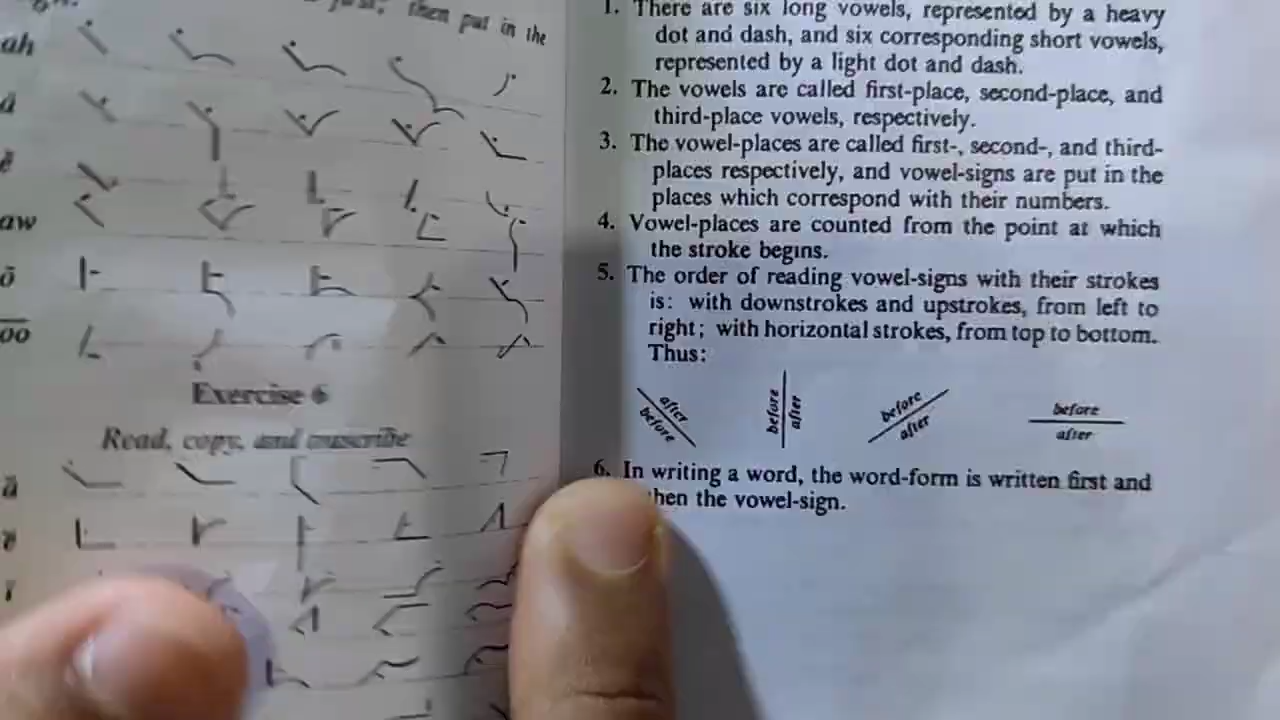 then put in the
ah
aw
ō
oo
Exercise 6
Read, copy, and transcribe
ā
1. There are six long vowels, represented by a heavy
dot and dash, and six corresponding short vowels,
represented by a light dot and dash.
2. The vowels are called first-place, second-place, and
third-place vowels, respectively.
3. The vowel-places are called first-, second-, and third-
places respectively, and vowel-signs are put in the
places which correspond with their numbers.
4. Vowel-places are counted from the point at which
the stroke begins.
5. The order of reading vowel-signs with their strokes
is: with downstrokes and upstrokes, from left to
right; with horizontal strokes, from top to bottom.
Thus:
after before
before after
before after
before
after
6. In writing a word, the word-form is written first and
the vowel-sign.